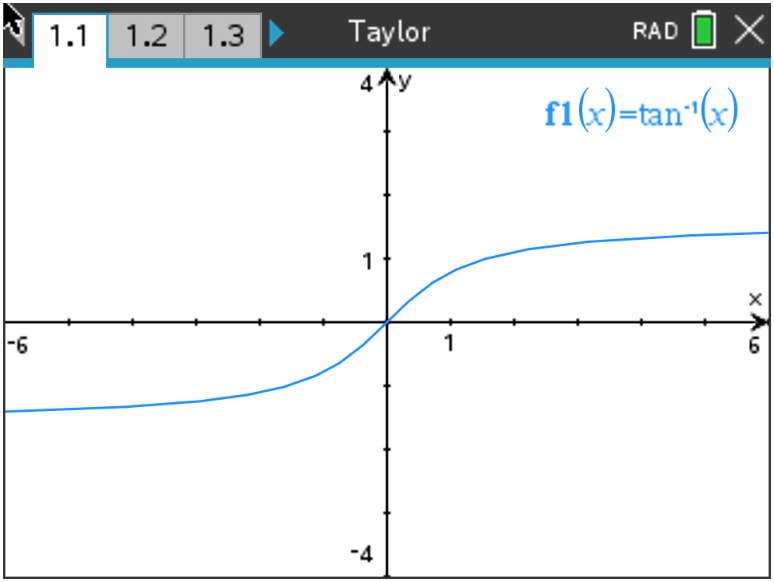 1.1 1.2 1.3 Taylor RAD
4 y
f1(x)=tan⁻¹(x)
1
x
-6 1 6
-4